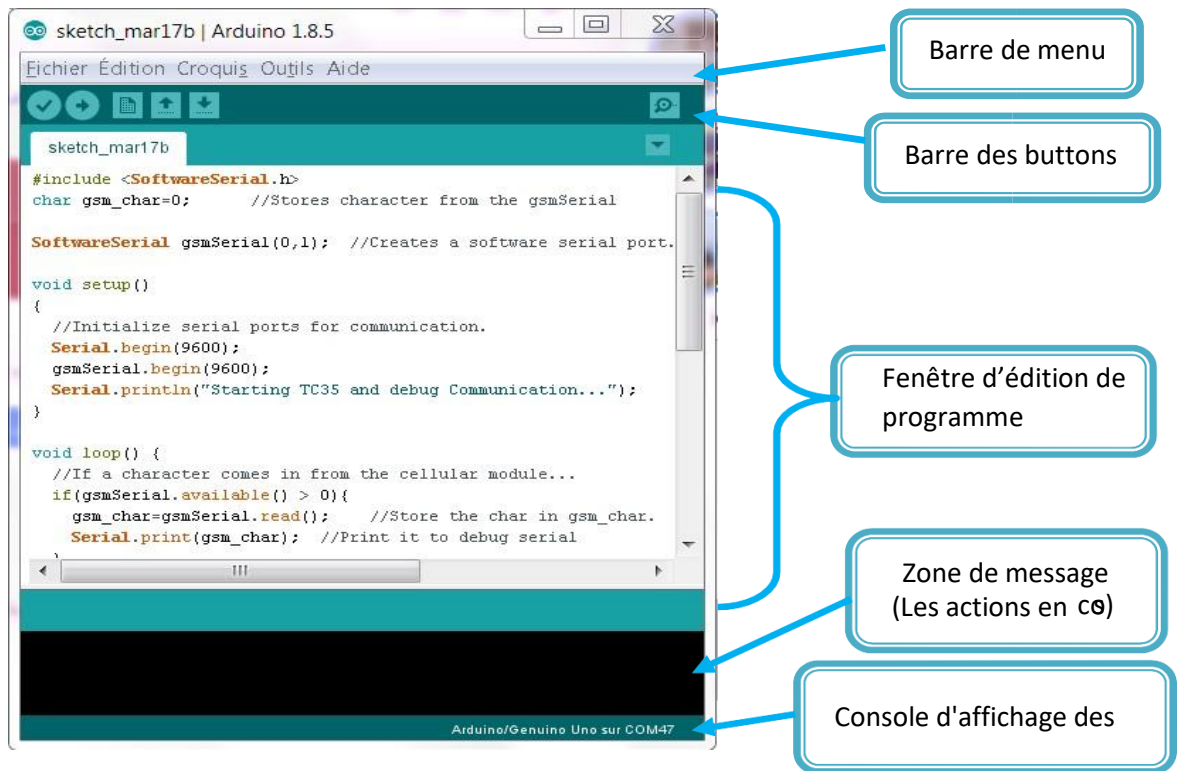 sketch_mar17b | Arduino 1.8.5
Fichier Édition Croquis Outils Aide
sketch_mar17b
#include <SoftwareSerial.h>
char gsm_char=0; //Stores character from the gsmSerial
SoftwareSerial gsmSerial(0,1); //Creates a software serial port.
void setup()
{
//Initialize serial ports for communication.
Serial.begin(9600);
gsmSerial.begin(9600);
Serial.println("Starting TC35 and debug Communication...");
}
void loop() {
//If a character comes in from the cellular module...
if(gsmSerial.available() > 0){
gsm_char=gsmSerial.read(); //Store the char in gsm_char.
Serial.print(gsm_char); //Print it to debug serial
}
Arduino/Genuino Uno sur COM47
Barre de menu
Barre des buttons
Fenêtre d’édition de
programme
Zone de message
(Les actions en
Console d'affichage des